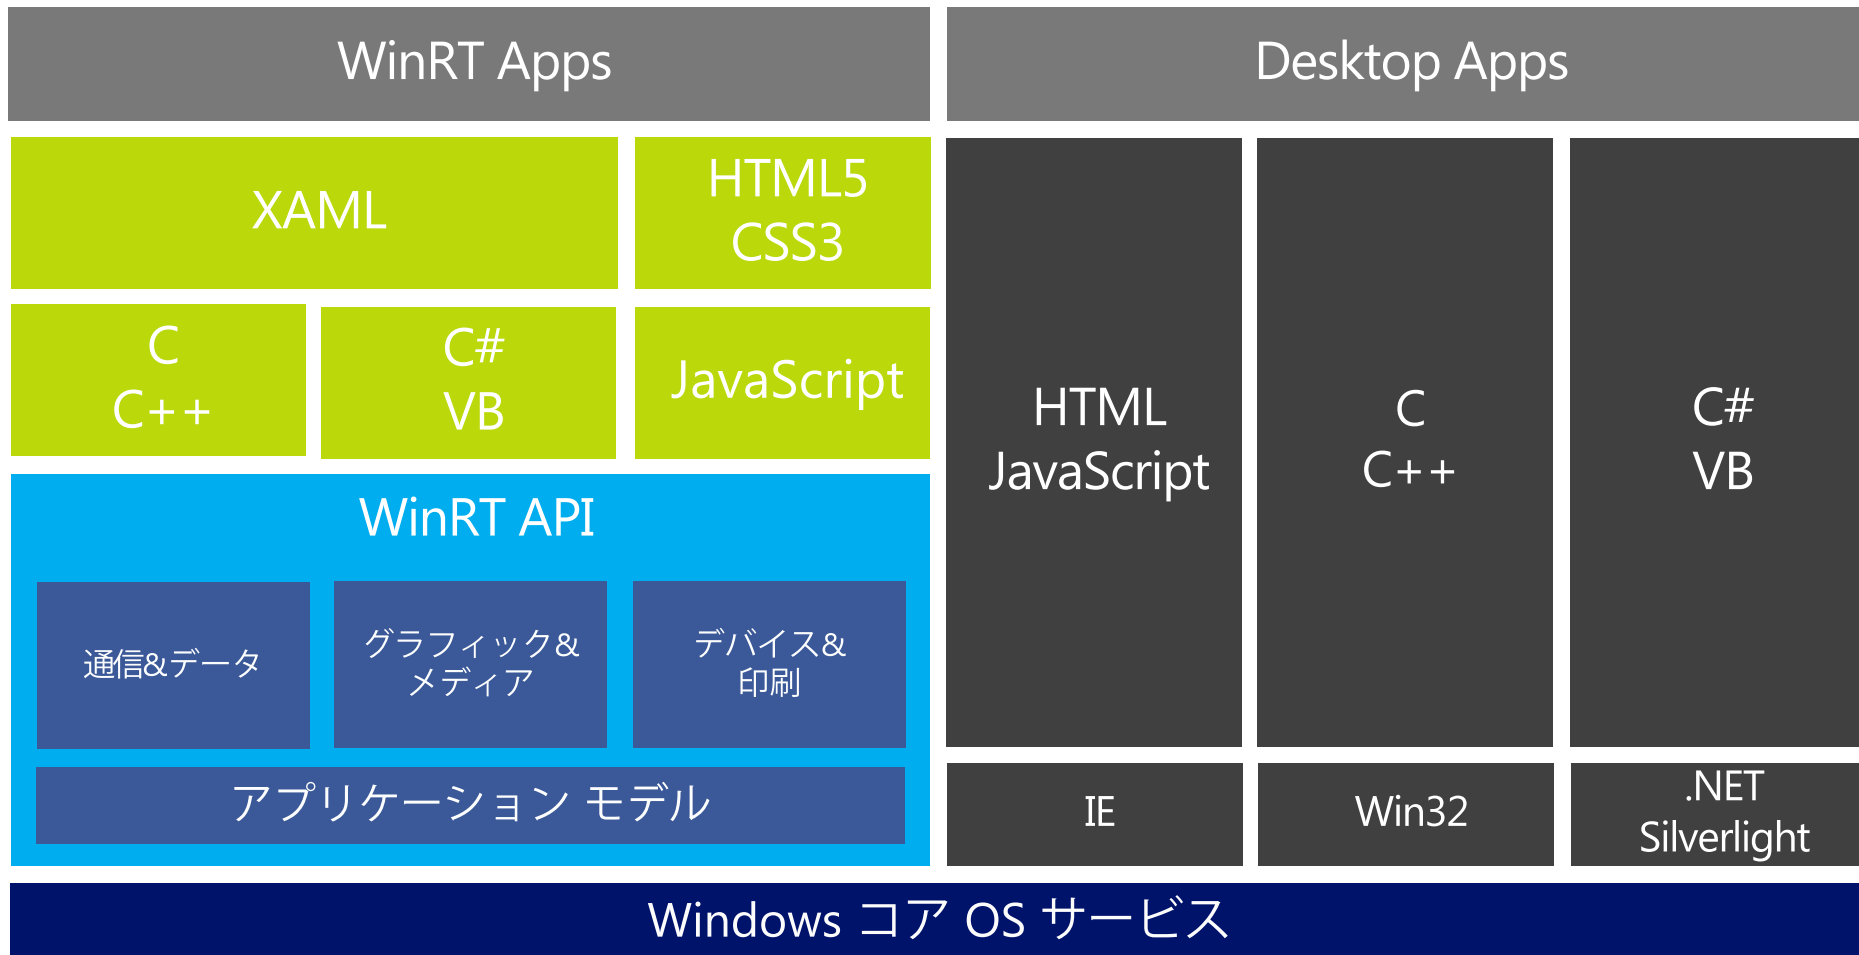 WinRT Apps
Desktop Apps
XAML
HTML5
CSS3
C
C++
C#
VB
JavaScript
WinRT API
通信&データ
グラフィック&
メディア
デバイス&
印刷
アプリケーション モデル
HTML
JavaScript
C
C++
C#
VB
IE
Win32
.NET
Silverlight
Windows コア OS サービス